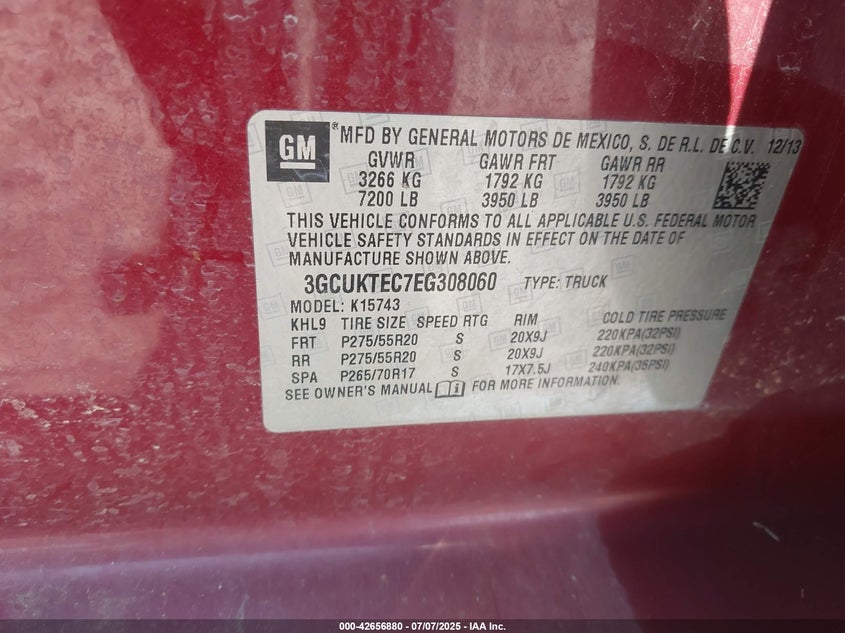 GM ® MFD BY GENERAL MOTORS DE MEXICO, S. DE R.L. DE C.V. 12/13
GVWR GAWR FRT GAWR RR
3266 KG 1792 KG 1792 KG
7200 LB 3950 LB 3950 LB
THIS VEHICLE CONFORMS TO ALL APPLICABLE U.S. FEDERAL MOTOR
VEHICLE SAFETY STANDARDS IN EFFECT ON THE DATE OF
MANUFACTURE SHOWN ABOVE.
3GCUKTEC7EG308060 TYPE: TRUCK
MODEL: K15743
KHL9 TIRE SIZE SPEED RTG RIM COLD TIRE PRESSURE
FRT P275/55R20 S 20X9J 220KPA(32PSI)
RR P275/55R20 S 20X9J 220KPA(32PSI)
SPA P265/70R17 S 17X7.5J 240KPA(35PSI)
SEE OWNER'S MANUAL i FOR MORE INFORMATION.
000-42656880 | 07/07/2025 - IAA Inc.